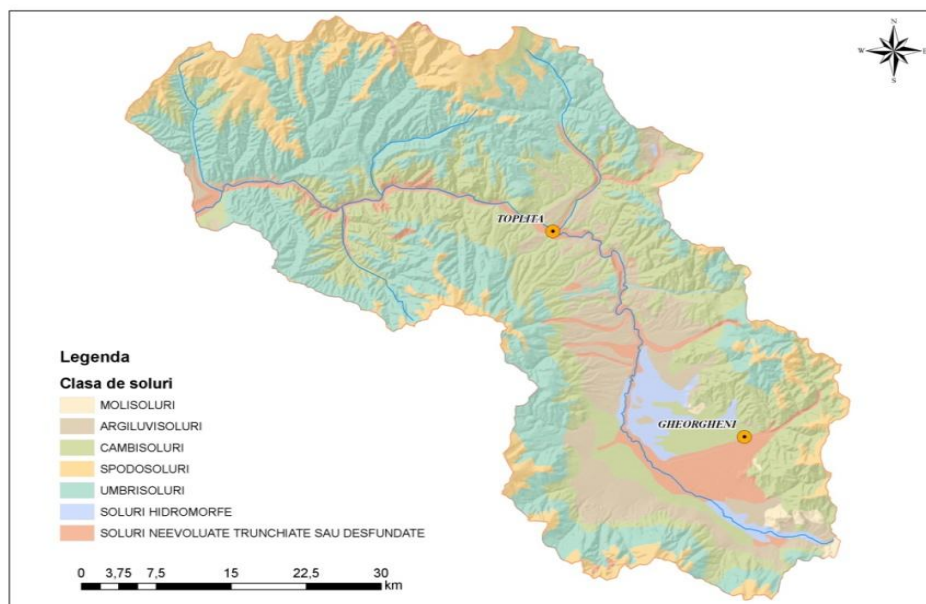 N
W E
S
TOPLITA
GHEORGHENI
Legenda
Clasa de soluri
MOLISOLURI
ARGILUVISOLURI
CAMBISOLURI
SPODOSOLURI
UMBRISOLURI
SOLURI HIDROMORFE
SOLURI NEEVOLUATE TRUNCHIATE SAU DESFUNDATE
0 3,75 7,5 15 22,5 30
km